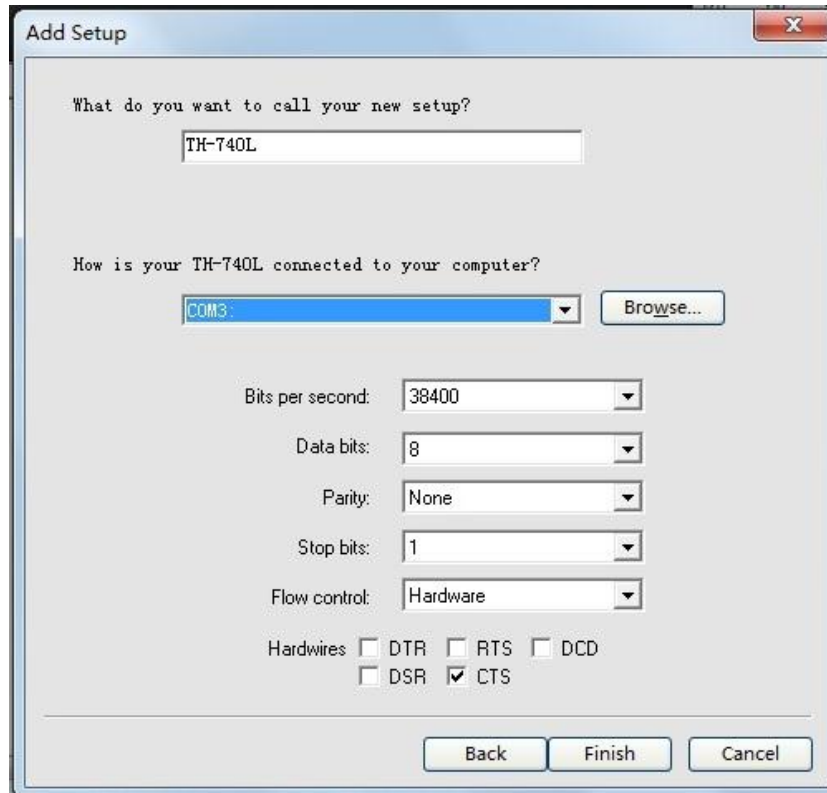 Add Setup
What do you want to call your new setup?
TH-740L
How is your TH-740L connected to your computer?
COM3:
Browse...
Bits per second: 38400
Data bits: 8
Parity: None
Stop bits: 1
Flow control: Hardware
Hardwires DTR RTS DCD
DSR CTS
Back Finish Cancel